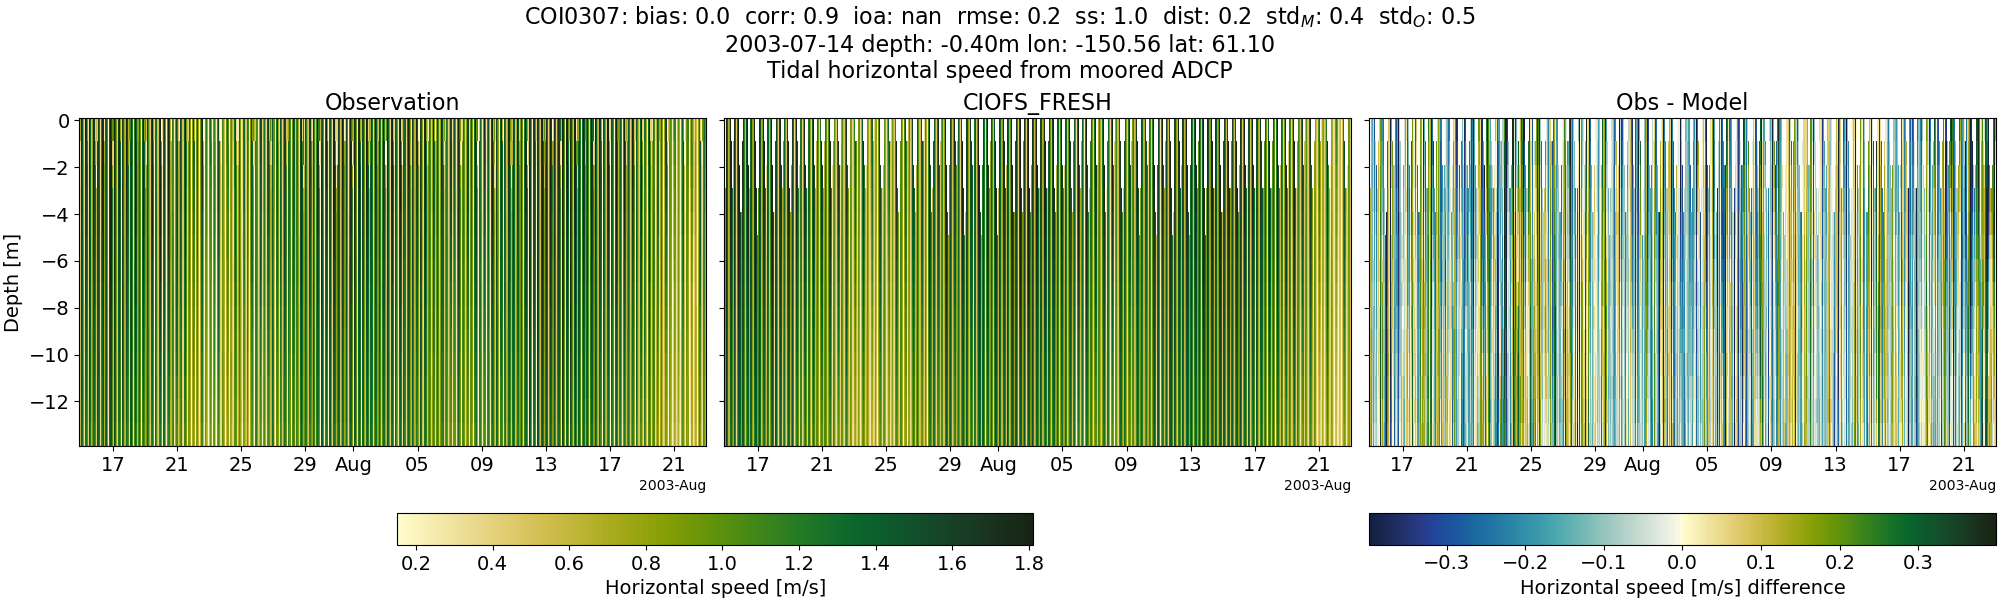 COI0307: bias: 0.0  corr: 0.9  ioa: nan  rmse: 0.2  ss: 1.0  dist: 0.2  std_M: 0.4  std_O: 0.5
2003-07-14 depth: -0.40m lon: -150.56 lat: 61.10
Tidal horizontal speed from moored ADCP
Observation
CIOFS_FRESH
Obs - Model
Depth [m]
0
−2
−4
−6
−8
−10
−12
17 21 25 29 Aug 05 09 13 17 21
2003-Aug
17 21 25 29 Aug 05 09 13 17 21
2003-Aug
17 21 25 29 Aug 05 09 13 17 21
2003-Aug
0.2 0.4 0.6 0.8 1.0 1.2 1.4 1.6 1.8
Horizontal speed [m/s]
−0.3 −0.2 −0.1 0.0 0.1 0.2 0.3
Horizontal speed [m/s] difference